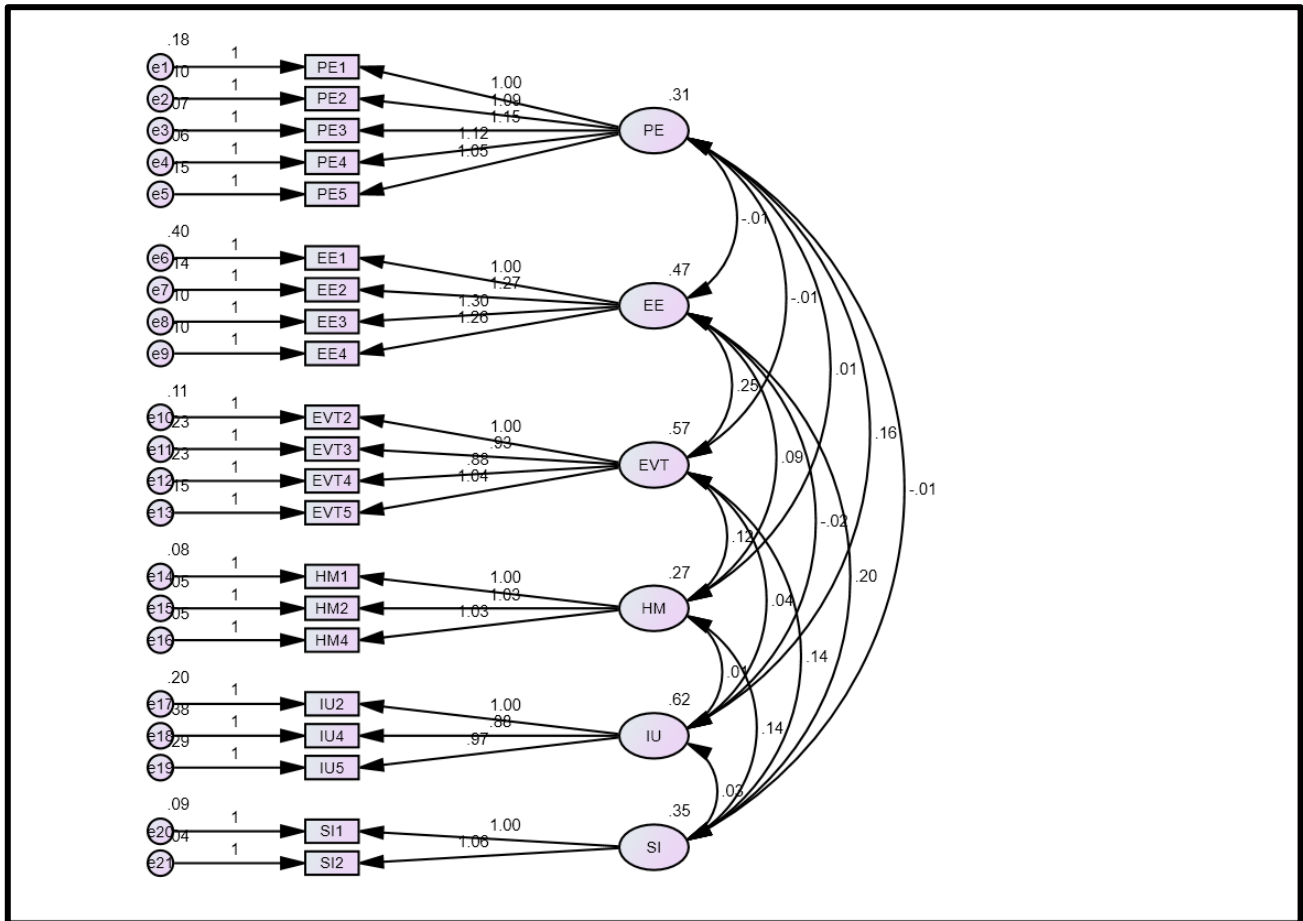 .18
e1 1 PE1
.10
e2 1 PE2
.07
e3 1 PE3
.06
e4 1 PE4
.15
e5 1 PE5
1.00
1.09
1.15
1.12
1.05
.31
PE
.40
e6 1 EE1
.14
e7 1 EE2
.10
e8 1 EE3
.10
e9 1 EE4
1.00
1.27
1.30
1.26
.47
EE
.11
e10 1 EVT2
.23
e11 1 EVT3
.23
e12 1 EVT4
.15
e13 1 EVT5
1.00
.93
.88
1.04
.57
EVT
.08
e14 1 HM1
.05
e15 1 HM2
.05
e16 1 HM4
1.00
1.03
1.03
.27
HM
.20
e17 1 IU2
.38
e18 1 IU4
.29
e19 1 IU5
1.00
.88
.97
.62
IU
.09
e20 1 SI1
.04
e21 1 SI2
1.00
1.06
.35
SI
-.01
-.01
.01
.16
-.01
.25
.09
-.02
.20
.12
.04
.14
.01
.14
.03